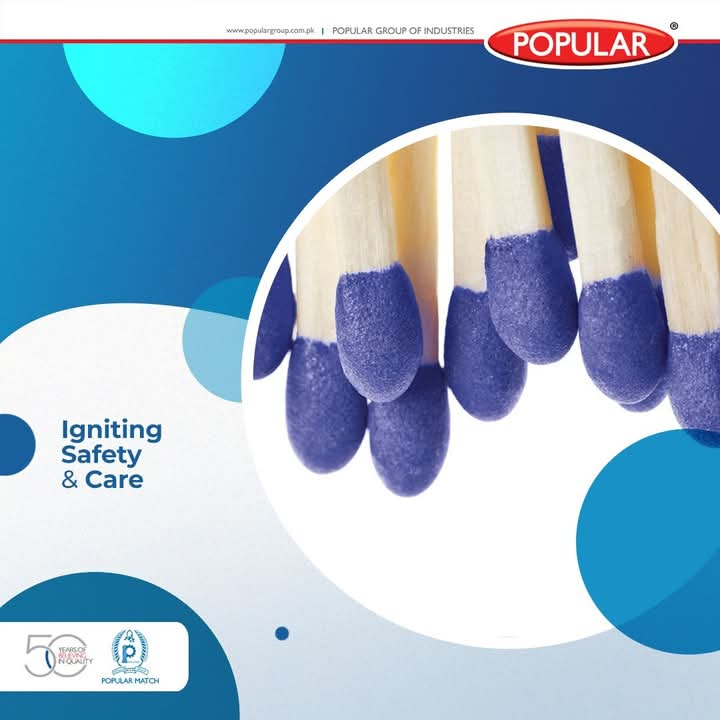 www.populargroup.com.pk | POPULAR GROUP OF INDUSTRIES
POPULAR®
Igniting
Safety
& Care
50 YEARS OF
BELIEVING
IN QUALITY
P
POPULAR MATCH